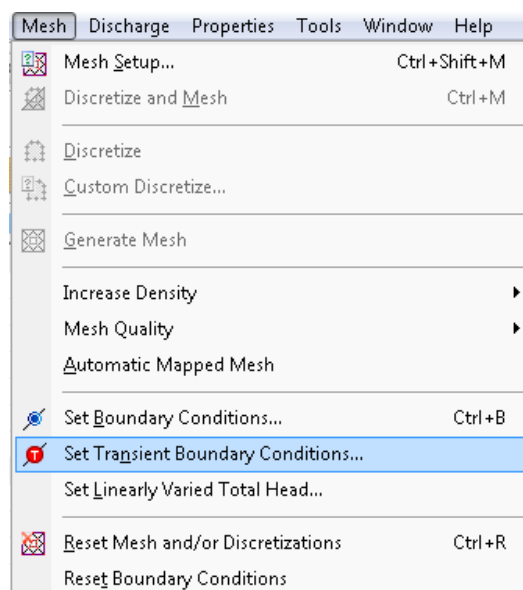 Mesh Discharge Properties Tools Window Help
Mesh Setup... Ctrl+Shift+M
Discretize and Mesh Ctrl+M
Discretize
Custom Discretize...
Generate Mesh
Increase Density
Mesh Quality
Automatic Mapped Mesh
Set Boundary Conditions... Ctrl+B
Set Transient Boundary Conditions...
Set Linearly Varied Total Head...
Reset Mesh and/or Discretizations Ctrl+R
Reset Boundary Conditions